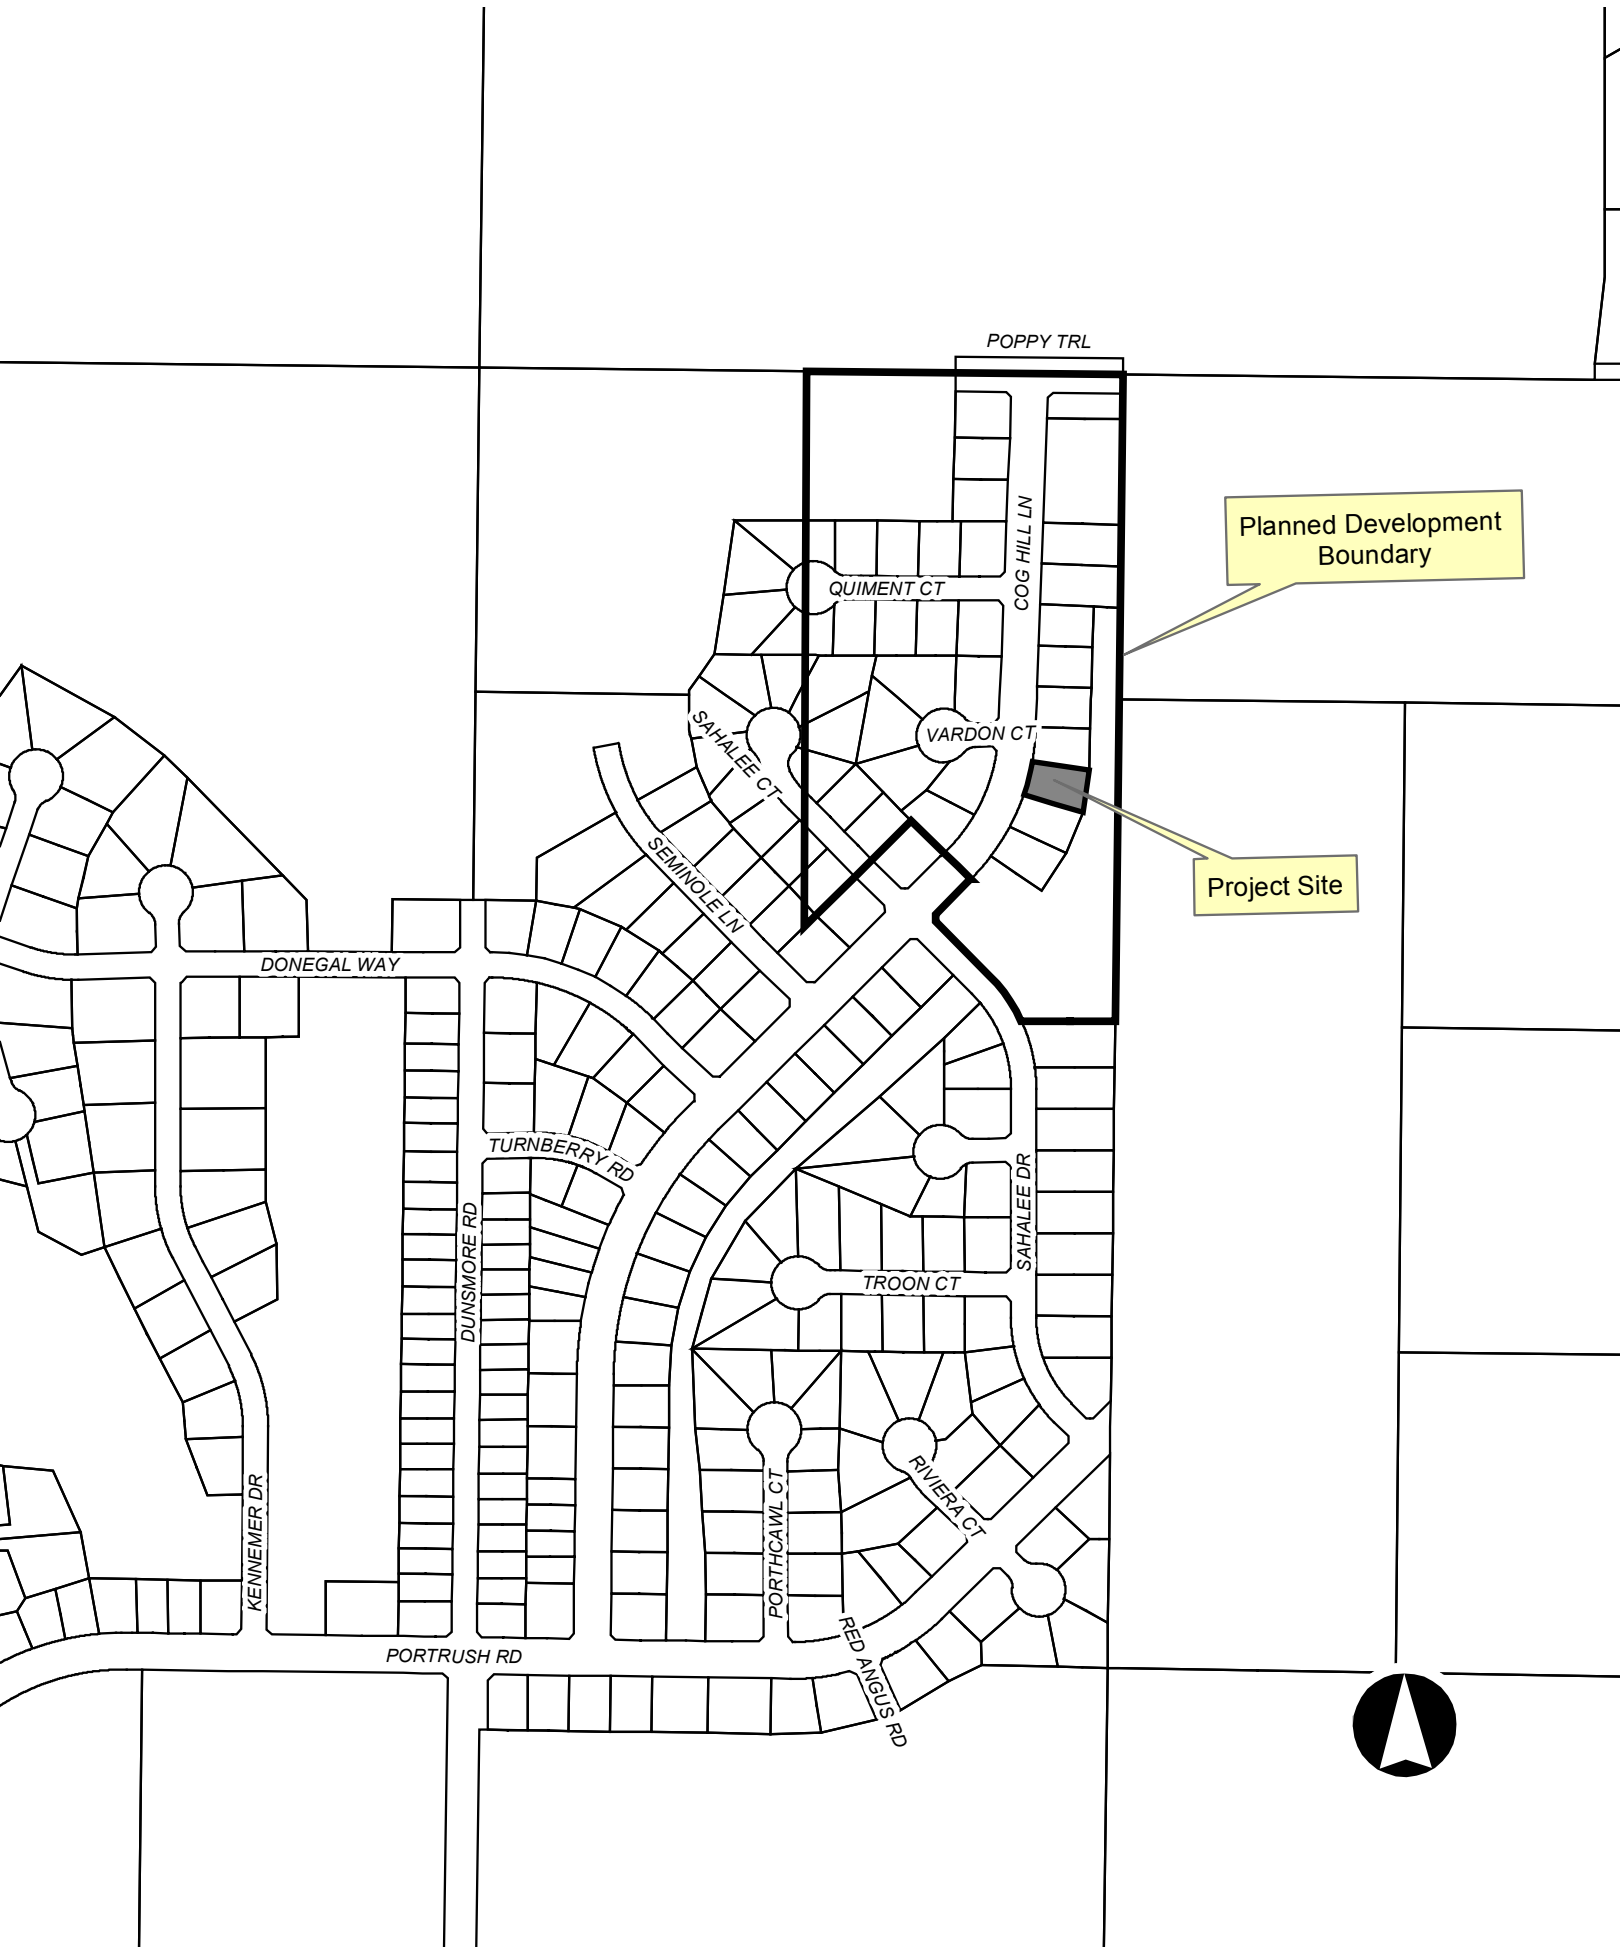 POPPY TRL
Planned Development
Boundary
COG HILL LN
QUIMENT CT
VARDON CT
SAHALEE CT
Project Site
SEMINOLE LN
DONEGAL WAY
TURNBERRY RD
SAHALEE DR
DUNSMORE RD
TROON CT
RIVIERA CT
PORTHCAWL CT
KENNEMER DR
RED ANGUS RD
PORTRUSH RD